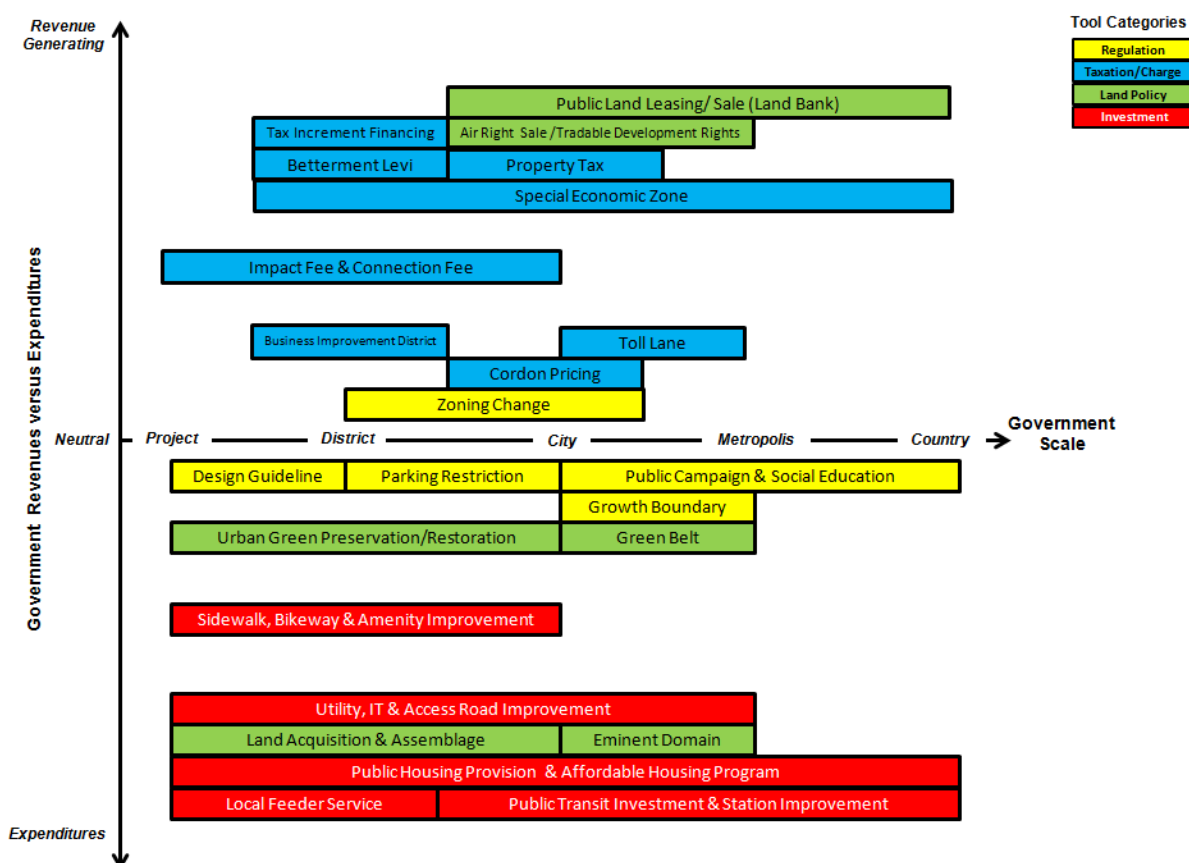 Revenue
Generating
Tool Categories
Regulation
Taxation/Charge
Land Policy
Investment
Public Land Leasing/ Sale (Land Bank)
Tax Increment Financing
Air Right Sale /Tradable Development Rights
Betterment Levi
Property Tax
Special Economic Zone
Impact Fee & Connection Fee
Business Improvement District
Toll Lane
Cordon Pricing
Zoning Change
Government Revenues versus Expenditures
Neutral
Project
District
City
Metropolis
Country
Government
Scale
Design Guideline
Parking Restriction
Public Campaign & Social Education
Growth Boundary
Urban Green Preservation/Restoration
Green Belt
Sidewalk, Bikeway & Amenity Improvement
Utility, IT & Access Road Improvement
Land Acquisition & Assemblage
Eminent Domain
Public Housing Provision & Affordable Housing Program
Local Feeder Service
Public Transit Investment & Station Improvement
Expenditures